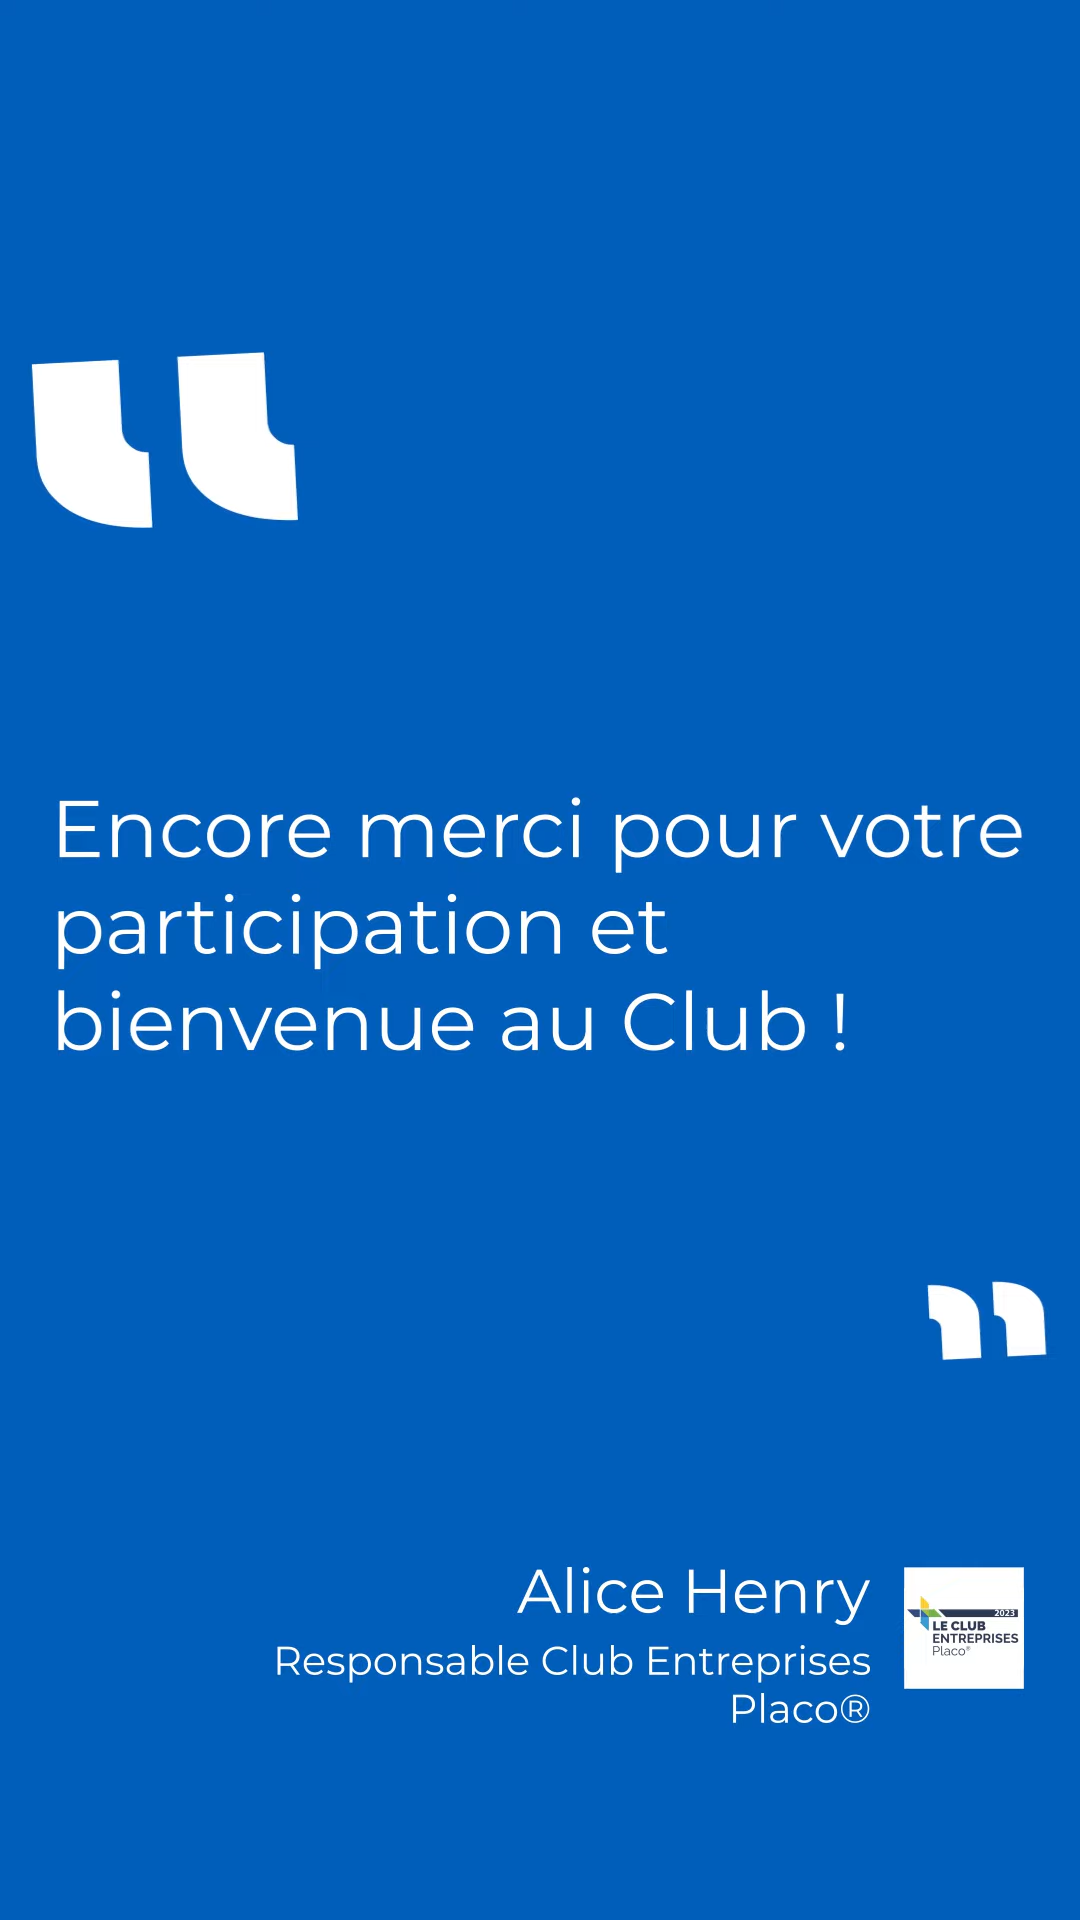 Encore merci pour votre
participation et
bienvenue au Club !
Alice Henry
Responsable Club Entreprises
Placo®
2023
LE CLUB
ENTREPRISES
Placo®